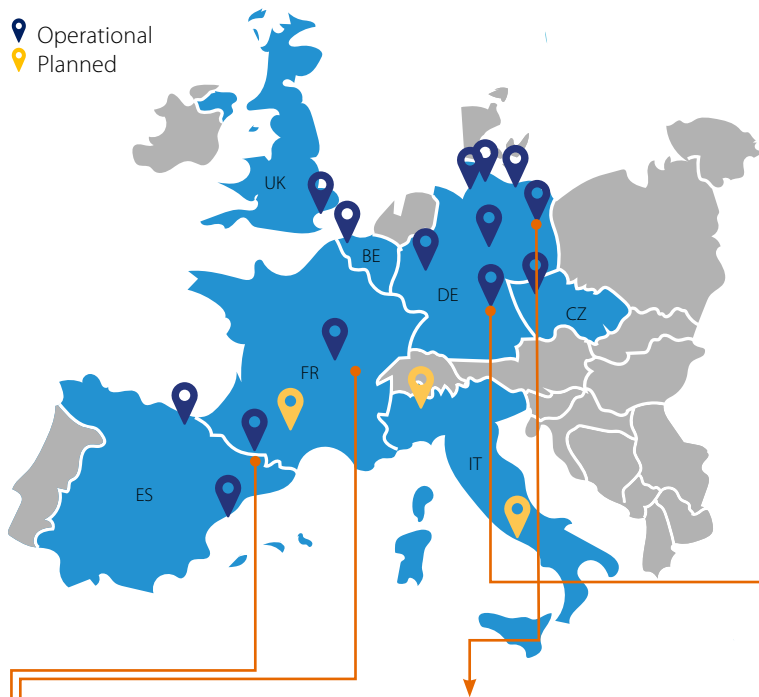 Operational
Planned
UK
BE
DE
CZ
FR
IT
ES